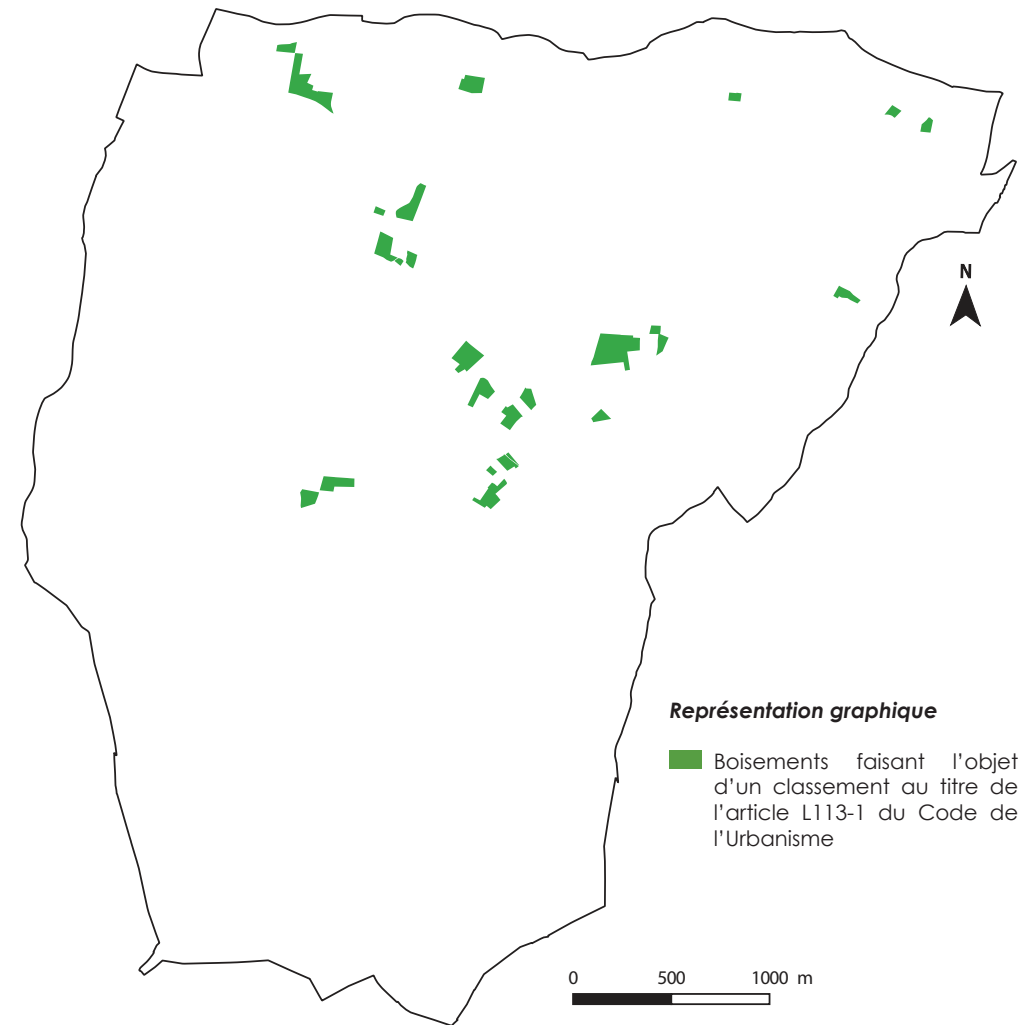 N
Représentation graphique
Boisements faisant l'objet
d'un classement au titre de
l'article L113-1 du Code de
l'Urbanisme
0 500 1000 m